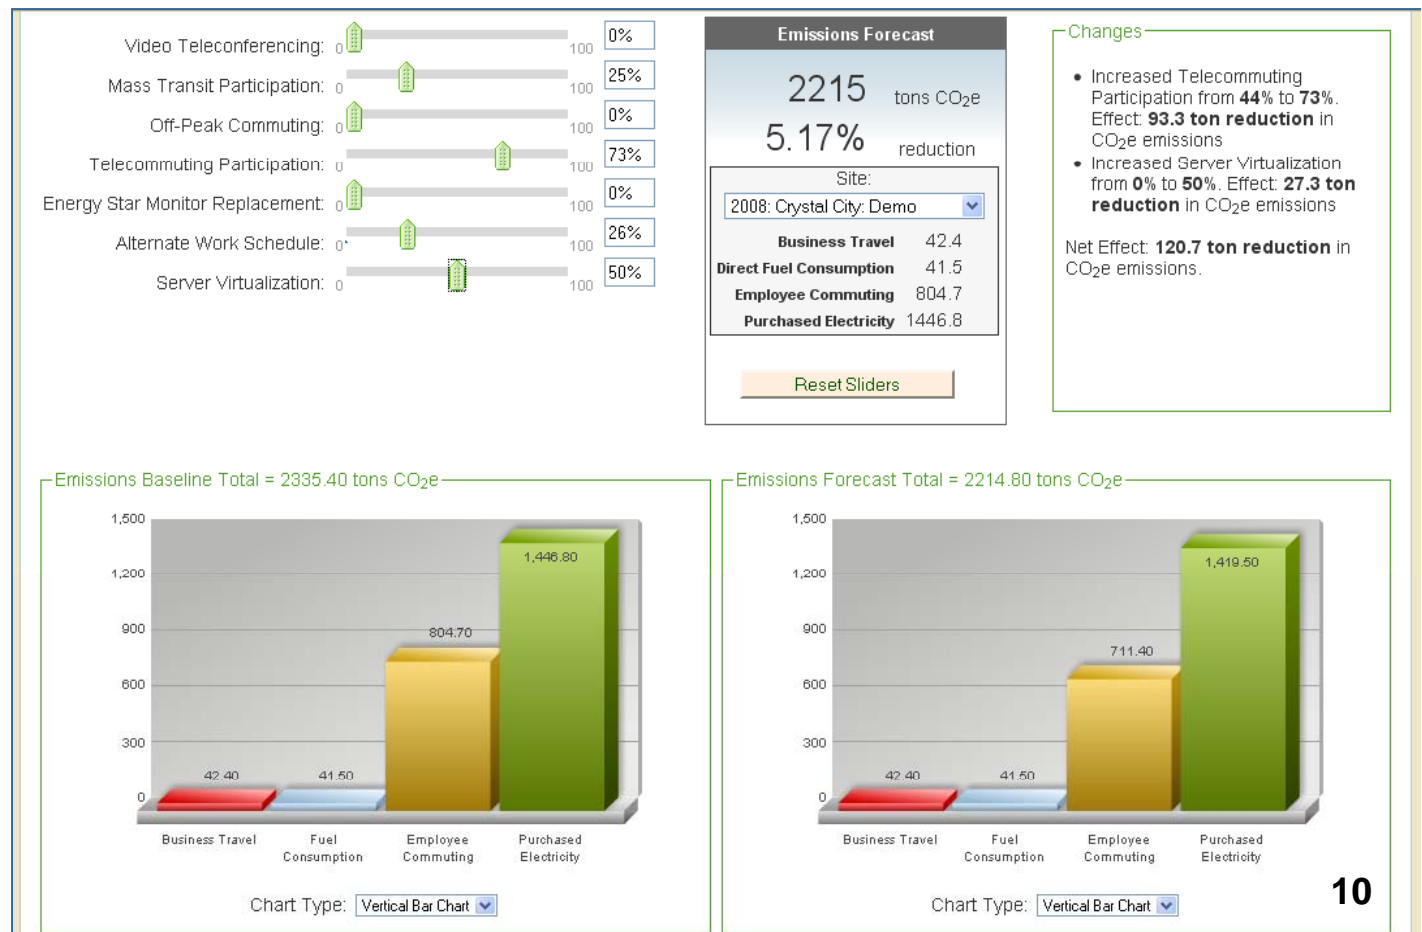 Video Teleconferencing: 0 100 0%
Mass Transit Participation: 0 100 25%
Off-Peak Commuting: 0 100 0%
Telecommuting Participation: 0 100 73%
Energy Star Monitor Replacement: 0 100 0%
Alternate Work Schedule: 0 100 26%
Server Virtualization: 0 100 50%
Emissions Forecast
2215 tons CO2e
5.17% reduction
Site:
2008: Crystal City: Demo
Business Travel 42.4
Direct Fuel Consumption 41.5
Employee Commuting 804.7
Purchased Electricity 1446.8
Reset Sliders
Changes
• Increased Telecommuting
Participation from 44% to 73%.
Effect: 93.3 ton reduction in
CO2e emissions
• Increased Server Virtualization
from 0% to 50%. Effect: 27.3 ton
reduction in CO2e emissions
Net Effect: 120.7 ton reduction in
CO2e emissions.
Emissions Baseline Total = 2335.40 tons CO2e
1,500
1,200
900
600
300
0
42.40
41.50
804.70
1,446.80
Business Travel
Fuel
Consumption
Employee
Commuting
Purchased
Electricity
Chart Type: Vertical Bar Chart
Emissions Forecast Total = 2214.80 tons CO2e
1,500
1,200
900
600
300
0
42.40
41.50
711.40
1,419.50
Business Travel
Fuel
Consumption
Employee
Commuting
Purchased
Electricity
Chart Type: Vertical Bar Chart
10